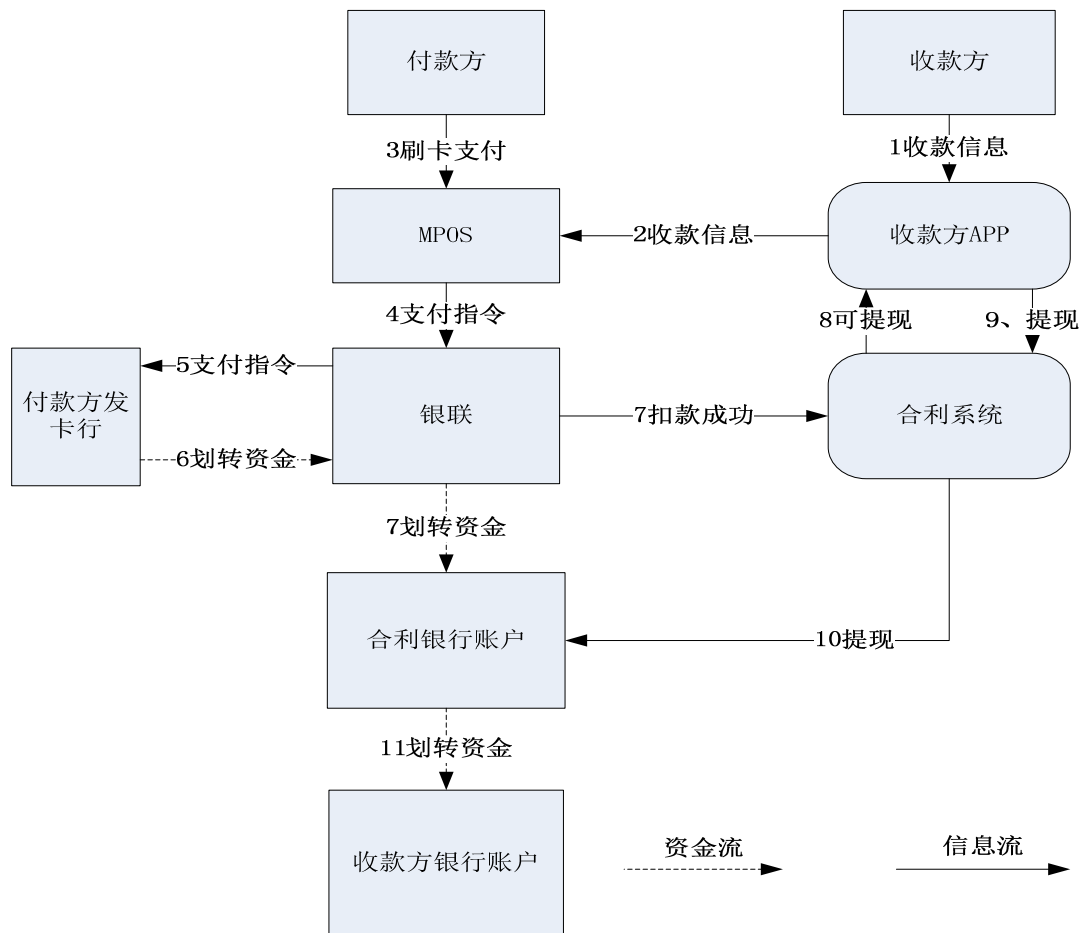 付款方
收款方
3刷卡支付
1收款信息
MPOS
2收款信息
收款方APP
4支付指令
8可提现
9、提现
付款方发
卡行
5支付指令
银联
7扣款成功
合利系统
6划转资金
7划转资金
合利银行账户
10提现
11划转资金
收款方银行账户
资金流
信息流